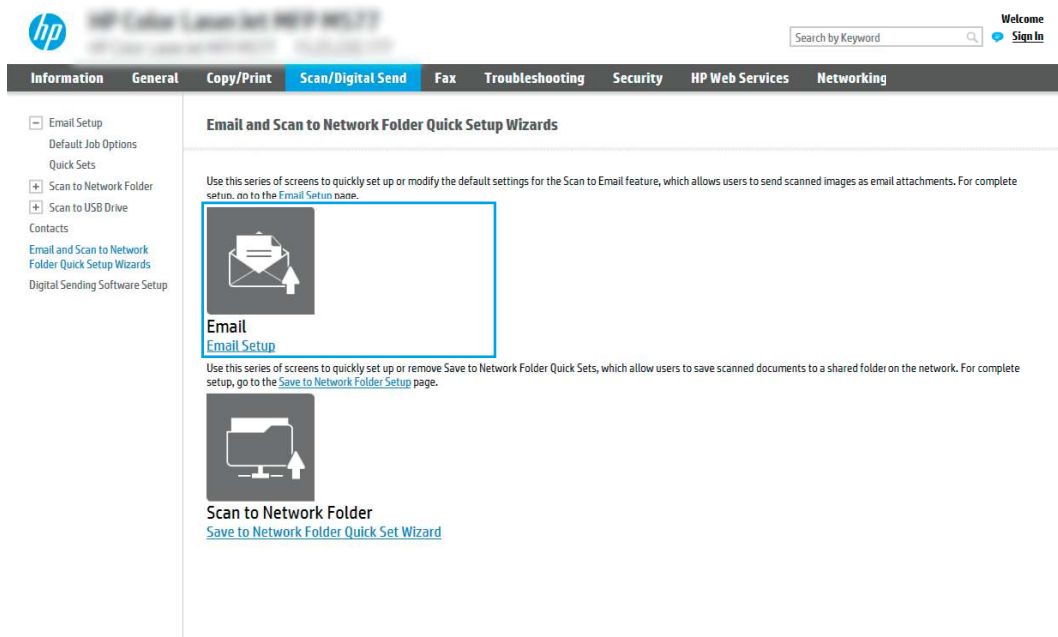 hp
Welcome
Search by Keyword
Sign In
Information General Copy/Print Scan/Digital Send Fax Troubleshooting Security HP Web Services Networking
Email Setup
Default Job Options
Quick Sets
Scan to Network Folder
Scan to USB Drive
Contacts
Email and Scan to Network
Folder Quick Setup Wizards
Digital Sending Software Setup
Email and Scan to Network Folder Quick Setup Wizards
Use this series of screens to quickly set up or modify the default settings for the Scan to Email feature, which allows users to send scanned images as email attachments. For complete
setup, go to the Email Setup page.
Email
Email Setup
Use this series of screens to quickly set up or remove Save to Network Folder Quick Sets, which allow users to save scanned documents to a shared folder on the network. For complete
setup, go to the Save to Network Folder Setup page.
Scan to Network Folder
Save to Network Folder Quick Set Wizard